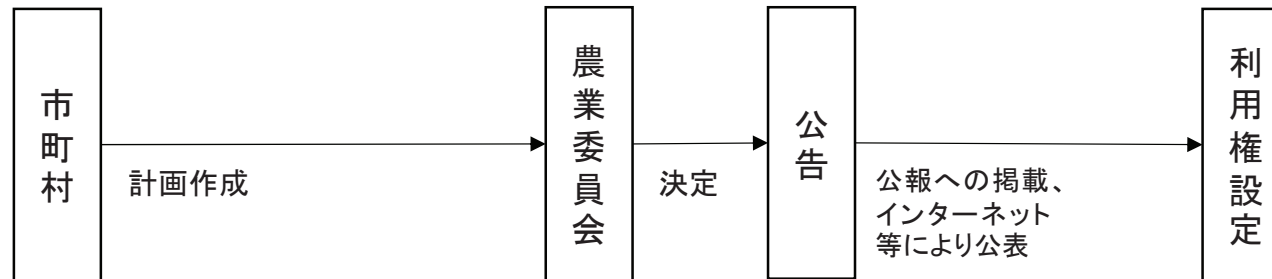 市町村
計画作成
農業委員会
決定
公告
公報への掲載、
インターネット
等により公表
利用権設定